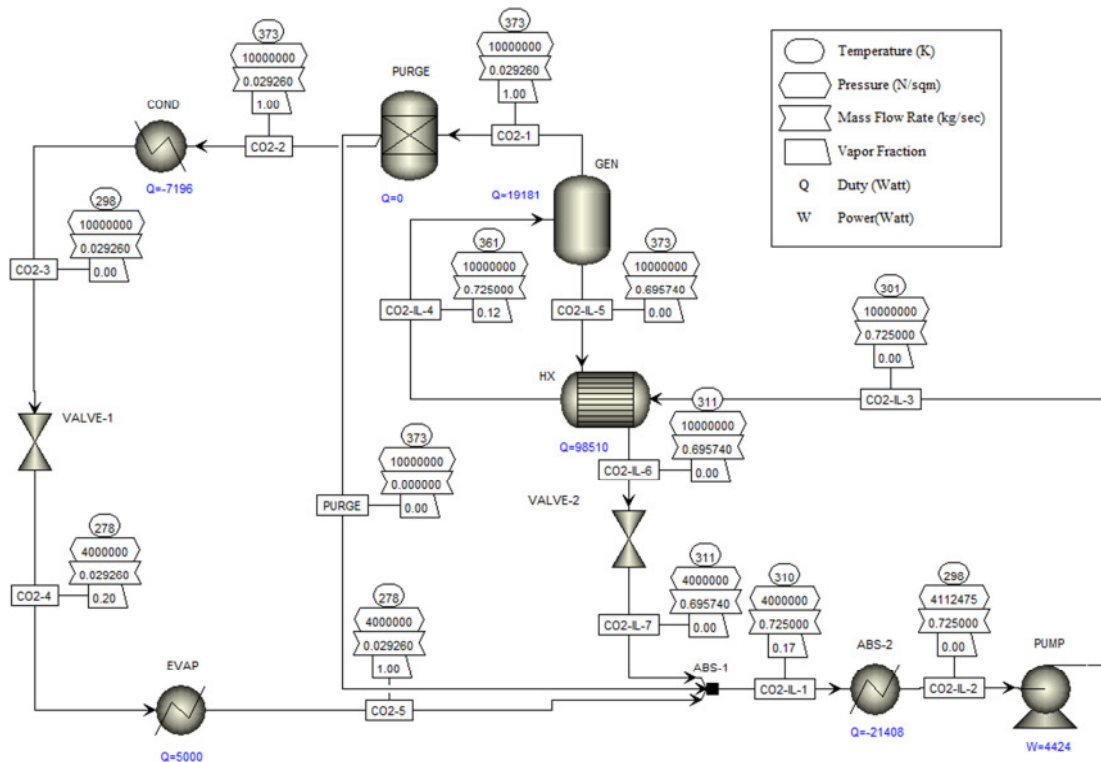 373
10000000
0.029260
1.00
CO2-2
PURGE
Q=0
373
10000000
0.029260
1.00
CO2-1
COND
Q=-7196
GEN
Q=19181
Temperature (K)
Pressure (N/sqm)
Mass Flow Rate (kg/sec)
Vapor Fraction
Q Duty (Watt)
W Power(Watt)
298
10000000
0.029260
0.00
CO2-3
361
10000000
0.725000
0.12
CO2-IL-4
373
10000000
0.695740
0.00
CO2-IL-5
301
10000000
0.725000
0.00
CO2-IL-3
HX
Q=98510
311
10000000
0.695740
0.00
CO2-IL-6
VALVE-1
373
10000000
0.000000
0.00
PURGE
VALVE-2
278
4000000
0.029260
0.20
CO2-4
311
4000000
0.695740
0.00
CO2-IL-7
310
4000000
0.725000
0.17
CO2-IL-1
298
4112475
0.725000
0.00
CO2-IL-2
278
4000000
0.029260
1.00
CO2-5
EVAP
Q=5000
ABS-1
ABS-2
Q=-21408
PUMP
W=4424